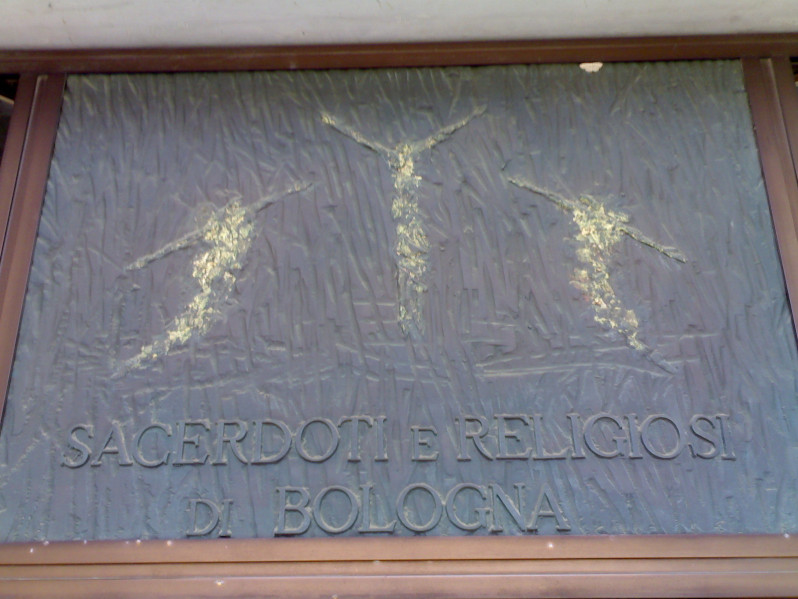 SACERDOTI E RELIGIOSI
DI BOLOGNA